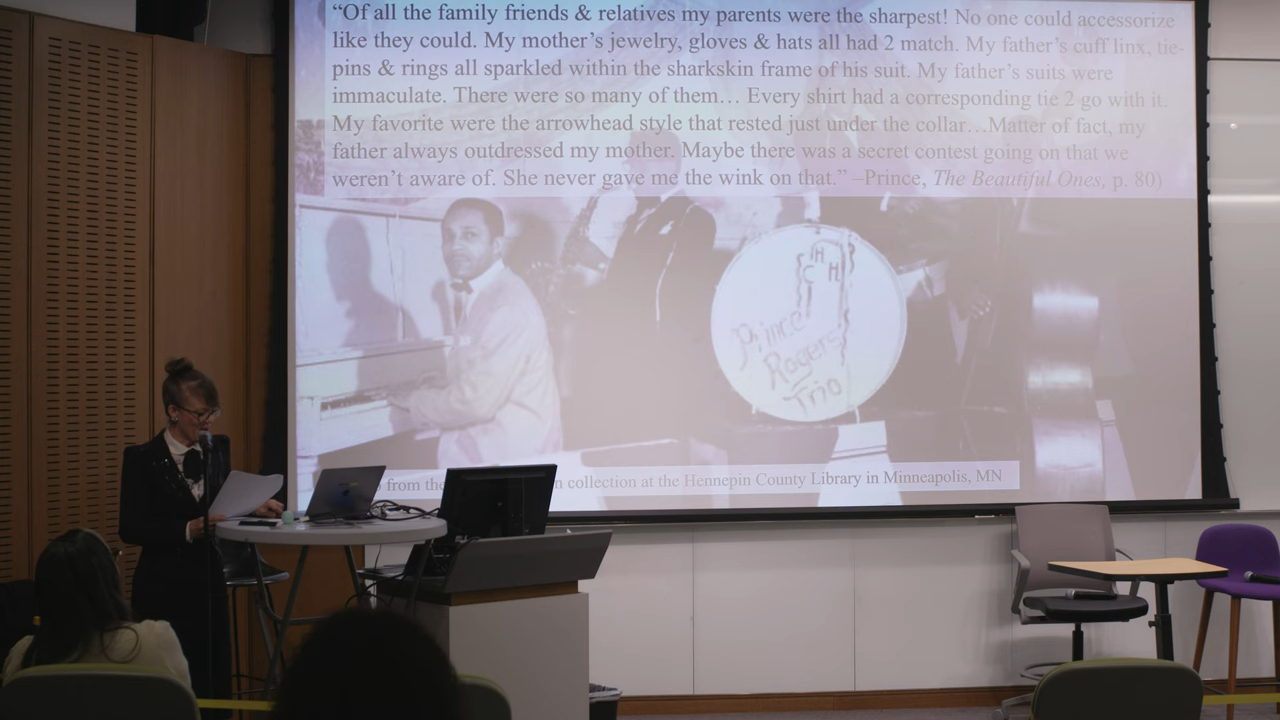 “Of all the family friends & relatives my parents were the sharpest! No one could accessorize
like they could. My mother’s jewelry, gloves & hats all had 2 match. My father’s cuff linx, tie-
pins & rings all sparkled within the sharkskin frame of his suit. My father’s suits were
immaculate. There were so many of them… Every shirt had a corresponding tie 2 go with it.
My favorite were the arrowhead style that rested just under the collar…Matter of fact, my
father always outdressed my mother. Maybe there was a secret contest going on that we
weren’t aware of. She never gave me the wink on that.” –Prince, The Beautiful Ones, p. 80)
H
C H
Prince
Rogers
Trio
from the
collection at the Hennepin County Library in Minneapolis, MN